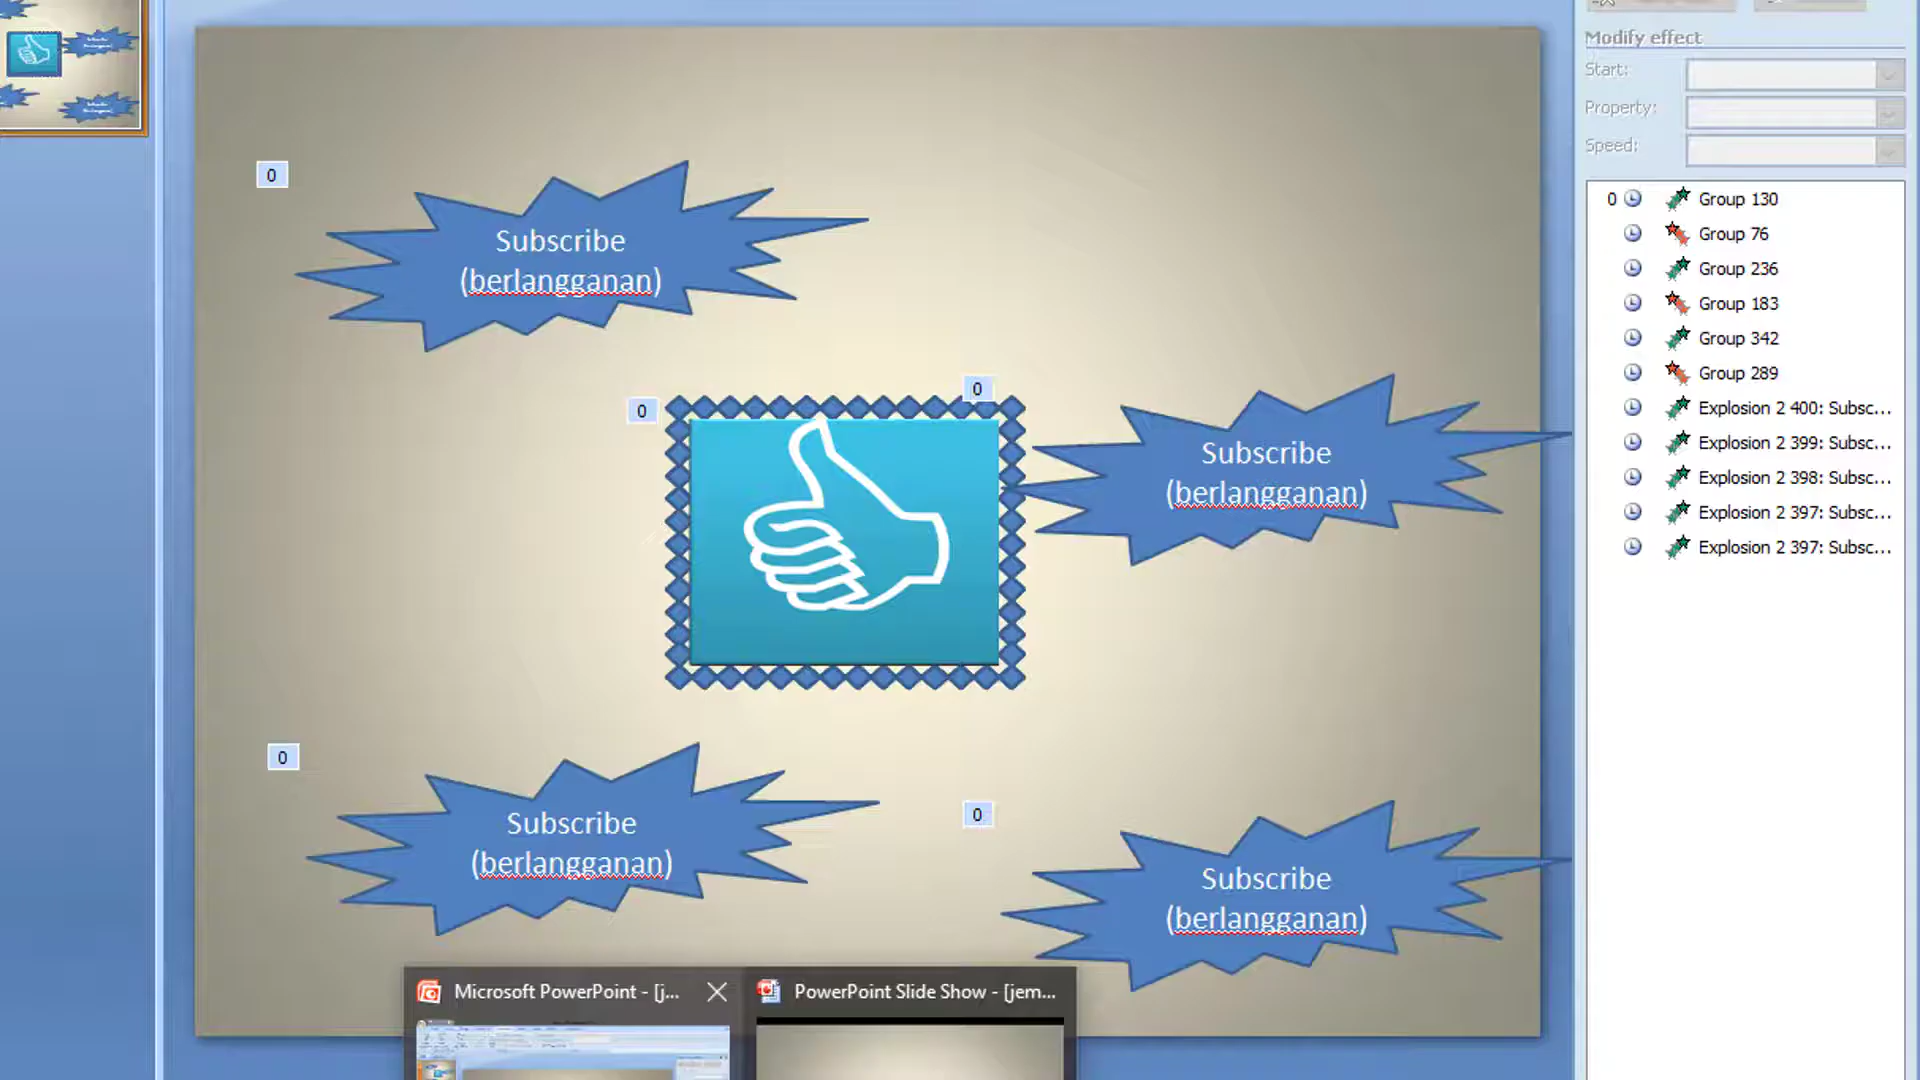 Modify effect
Start:
Property:
Speed:
0
Subscribe
(berlangganan)
0 Group 130
Group 76
Group 236
Group 183
Group 342
Group 289
Explosion 2 400: Subsc...
Explosion 2 399: Subsc...
Explosion 2 398: Subsc...
Explosion 2 397: Subsc...
Explosion 2 397: Subsc...
0
0
Subscribe
(berlangganan)
0
Subscribe
(berlangganan)
0
Subscribe
(berlangganan)
Microsoft PowerPoint - [j...
PowerPoint Slide Show - [jem...